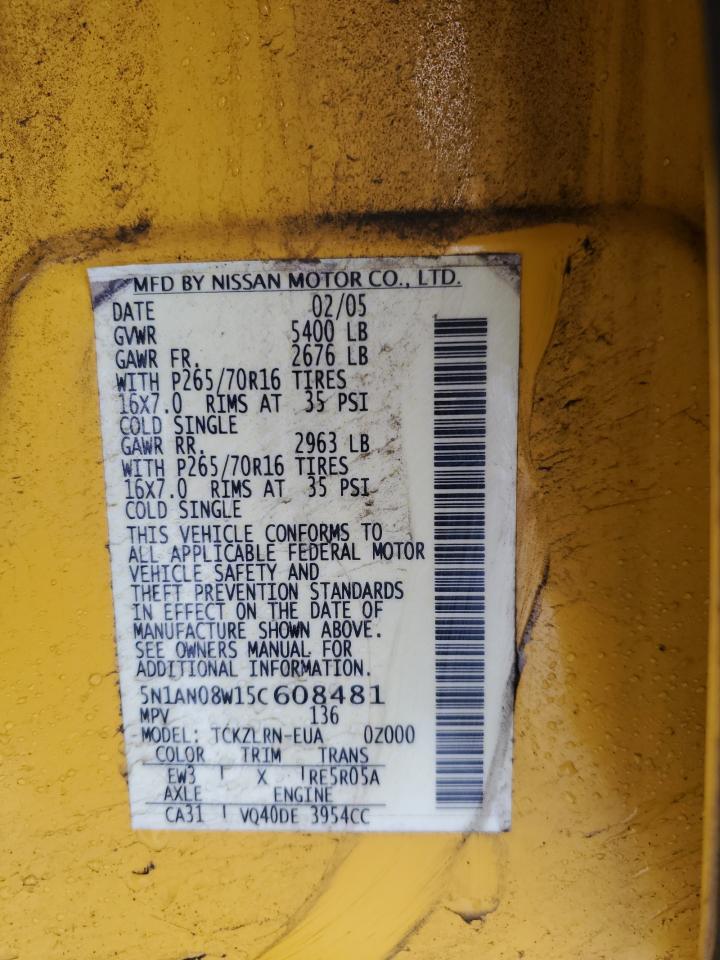 MFD BY NISSAN MOTOR CO., LTD.
DATE 02/05
GVWR 5400 LB
GAWR FR. 2676 LB
WITH P265/70R16 TIRES
16X7.0 RIMS AT 35 PSI
COLD SINGLE
GAWR RR. 2963 LB
WITH P265/70R16 TIRES
16X7.0 RIMS AT 35 PSI
COLD SINGLE
THIS VEHICLE CONFORMS TO
ALL APPLICABLE FEDERAL MOTOR
VEHICLE SAFETY AND
THEFT PREVENTION STANDARDS
IN EFFECT ON THE DATE OF
MANUFACTURE SHOWN ABOVE.
SEE OWNERS MANUAL FOR
ADDITIONAL INFORMATION.
5N1AN08W15C608481
MPV 136
MODEL: TCKZLRN-EUA 0Z000
COLOR TRIM TRANS
EW3 X RE5R05A
AXLE ENGINE
CA31 VQ40DE 3954CC